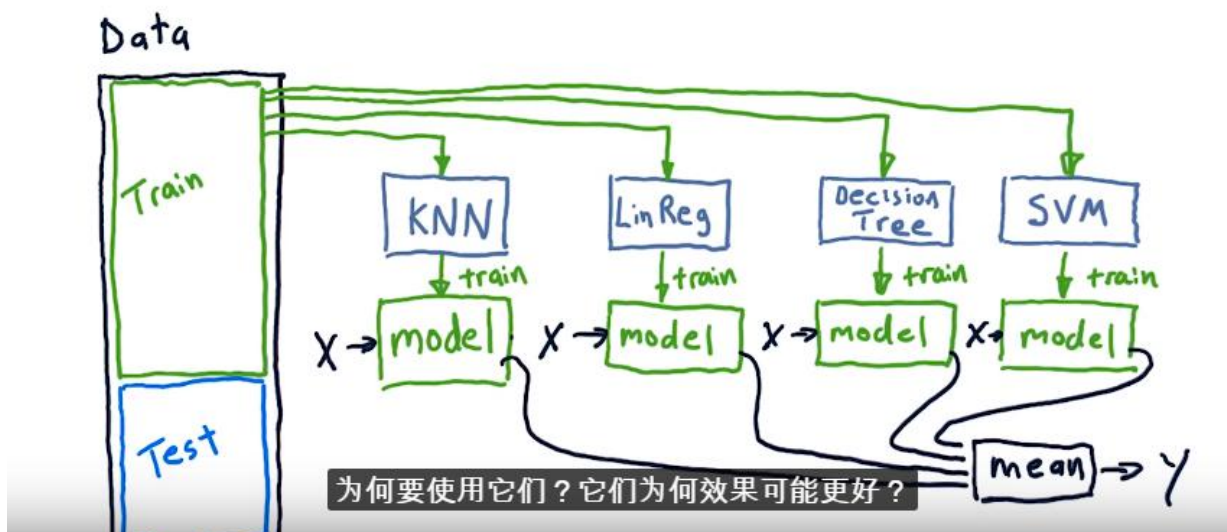 Data
Train
KNN
LinReg
Decision
Tree
SVM
train
train
train
train
X
model
X
model
X
model
X
model
Test
mean
Y
为何要使用它们？它们为何效果可能更好？